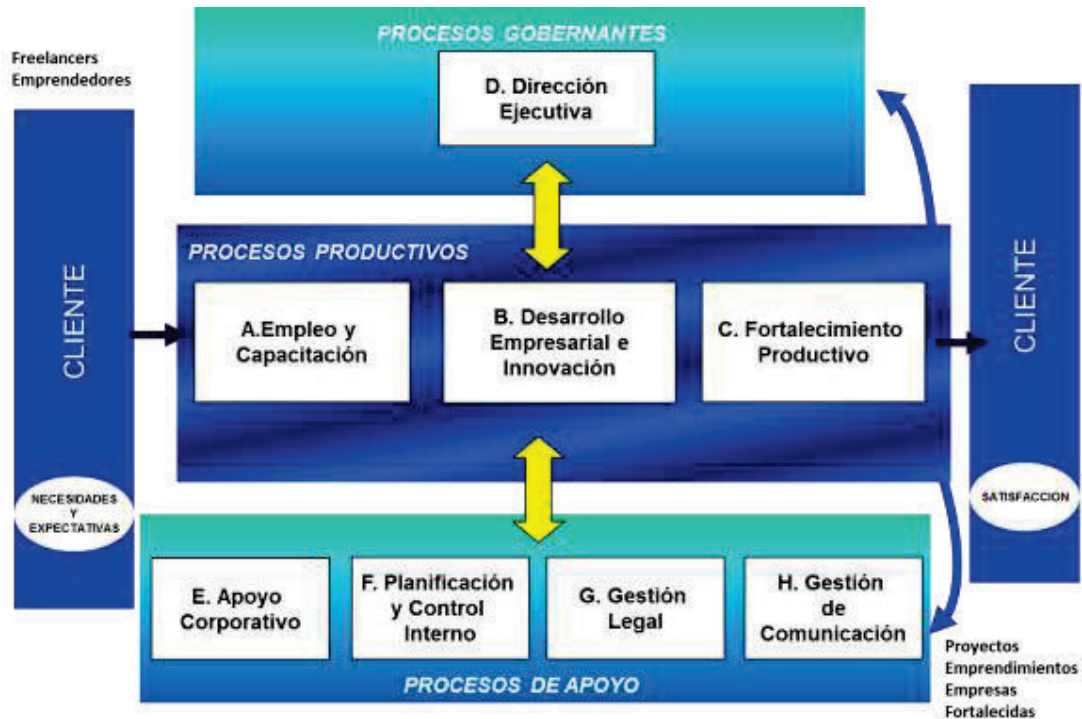 PROCESOS GOBERNANTES
Freelancers
Emprendedores
D. Dirección
Ejecutiva
CLIENTE
NECESIDADES
Y
EXPECTATIVAS
PROCESOS PRODUCTIVOS
A.Empleo y
Capacitación
B. Desarrollo
Empresarial e
Innovación
C. Fortalecimiento
Productivo
CLIENTE
SATISFACCION
E. Apoyo
Corporativo
F. Planificación
y Control
Interno
G. Gestión
Legal
H. Gestión
de
Comunicación
PROCESOS DE APOYO
Proyectos
Emprendimientos
Empresas
Fortalecidas